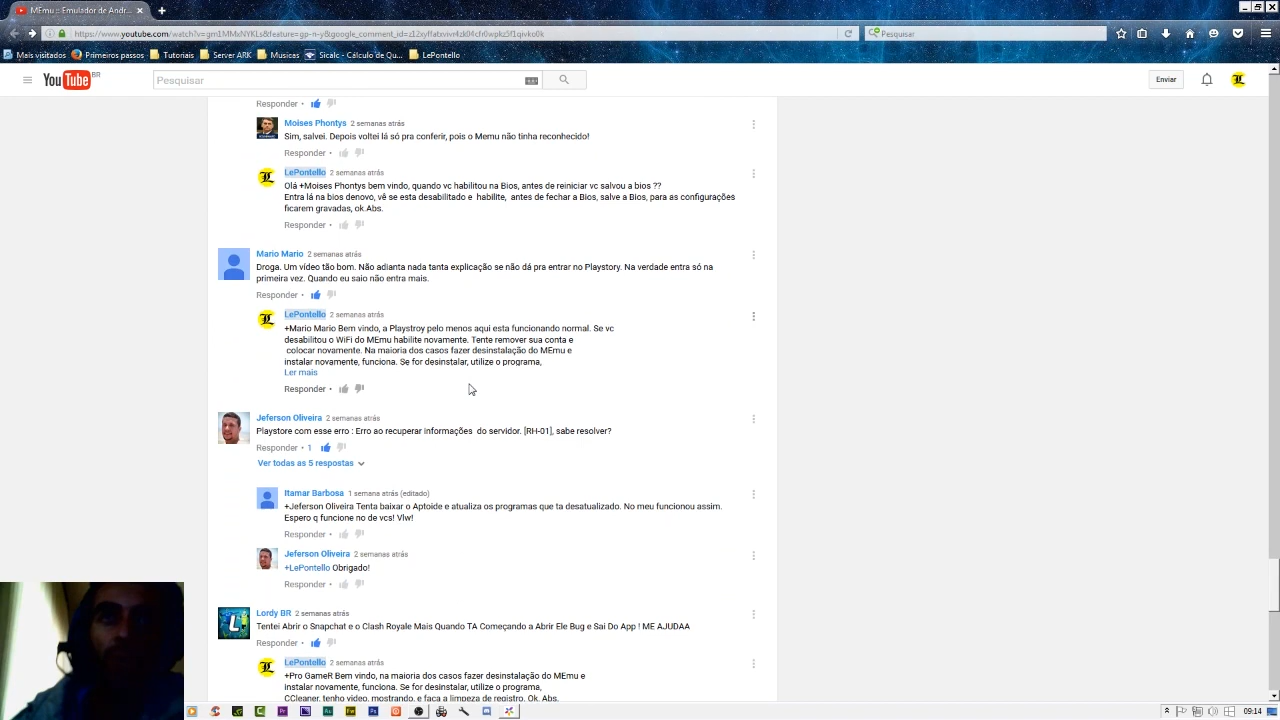 MEmu :: Emulador de Andr...
https://www.youtube.com/watch?v=gm1MMxNYKLs&feature=gp-n-y&google_comment_id=z12xyffatxvivr4zk04cfr0wpkz5f1qivko0k
Pesquisar
Mais visitados Primeiros passos Tutoriais Server ARK Musicas Sicalc - Cálculo de Qu... LePontello
YouTube BR
Pesquisar
Enviar
Responder •
Moises Phontys 2 semanas atrás
Sim, salvei. Depois voltei lá só pra conferir, pois o Memu não tinha reconhecido!
Responder •
LePontello 2 semanas atrás
Olá +Moises Phontys bem vindo, quando vc habilitou na Bios, antes de reiniciar vc salvou a bios ??
Entra lá na bios denovo, vê se esta desabilitado e habilite, antes de fechar a Bios, salve a Bios, para as configurações
ficarem gravadas, ok.Abs.
Responder •
Mario Mario 2 semanas atrás
Droga. Um vídeo tão bom. Não adianta nada tanta explicação se não dá pra entrar no Playstory. Na verdade entra só na
primeira vez. Quando eu saio não entra mais.
Responder •
LePontello 2 semanas atrás
+Mario Mario Bem vindo, a Playstroy pelo menos aqui esta funcionando normal. Se vc
desabilitou o WiFi do MEmu habilite novamente. Tente remover sua conta e
colocar novamente. Na maioria dos casos fazer desinstalação do MEmu e
instalar novamente, funciona. Se for desinstalar, utilize o programa,
Ler mais
Responder •
Jeferson Oliveira 2 semanas atrás
Playstore com esse erro : Erro ao recuperar informações do servidor. [RH-01], sabe resolver?
Responder • 1
Ver todas as 5 respostas
Itamar Barbosa 1 semana atrás (editado)
+Jeferson Oliveira Tenta baixar o Aptoide e atualiza os programas que ta desatualizado. No meu funcionou assim.
Espero q funcione no de vcs! Vlw!
Responder •
Jeferson Oliveira 2 semanas atrás
+LePontello Obrigado!
Responder •
Lordy BR 2 semanas atrás
Tentei Abrir o Snapchat e o Clash Royale Mais Quando TA Começando a Abrir Ele Bug e Sai Do App ! ME AJUDAA
Responder •
LePontello 2 semanas atrás
+Pro GameR Bem vindo, na maioria dos casos fazer desinstalação do MEmu e
instalar novamente, funciona. Se for desinstalar, utilize o programa,
CCleaner, tenho video, mostrando, e faça a limpeza de registro. Ok. Abs.
09:14